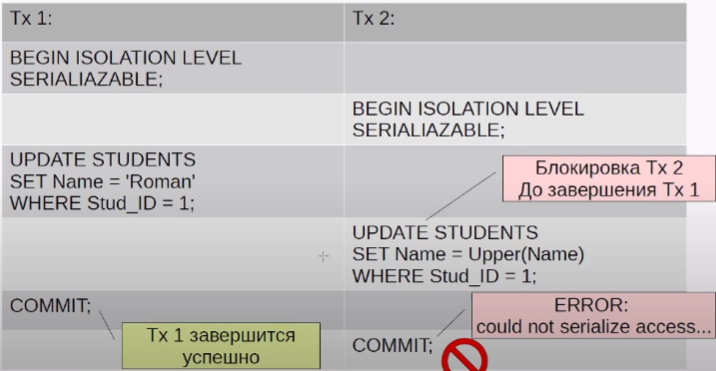 Tx 1:
Tx 2:
BEGIN ISOLATION LEVEL
SERIALIAZABLE;
BEGIN ISOLATION LEVEL
SERIALIAZABLE;
UPDATE STUDENTS
SET Name = 'Roman'
WHERE Stud_ID = 1;
Блокировка Tx 2
До завершения Tx 1
UPDATE STUDENTS
SET Name = Upper(Name)
WHERE Stud_ID = 1;
COMMIT;
Tx 1 завершится
успешно
ERROR:
could not serialize access...
COMMIT;